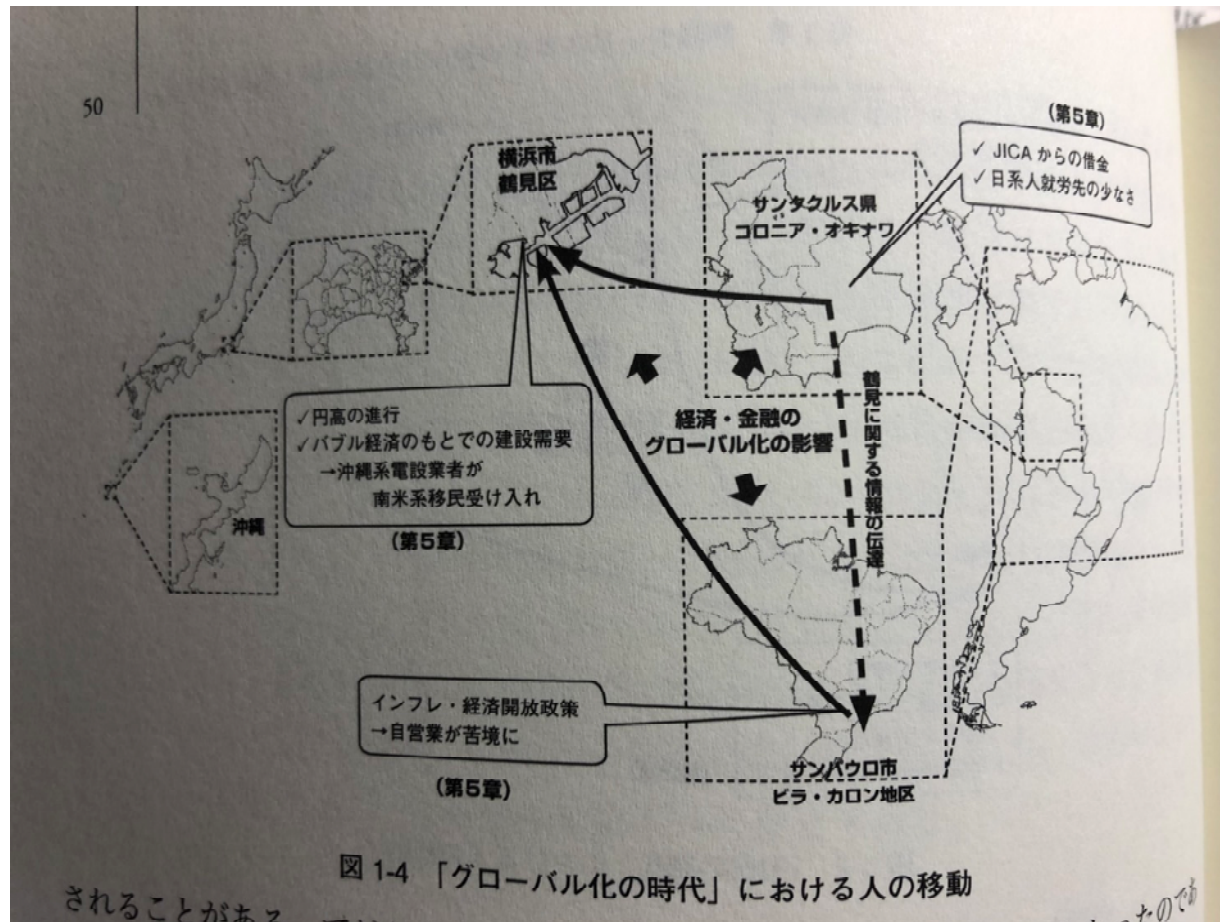 50
横浜市
鶴見区
(第5章)
✓ JICA からの借金
✓ 日系人就労先の少なさ
サンタクルス県
コロニア・オキナワ
✓円高の進行
✓バブル経済のもとでの建設需要
→沖縄系電設業者が
南米系移民受け入れ
(第5章)
経済・金融の
グローバル化の影響
鶴見に関する情報の伝達
沖縄
インフレ・経済開放政策
→自営業が苦境に
(第5章)
サンパウロ市
ビラ・カロン地区
図 1-4 「グローバル化の時代」における人の移動
されることがある
たのであ